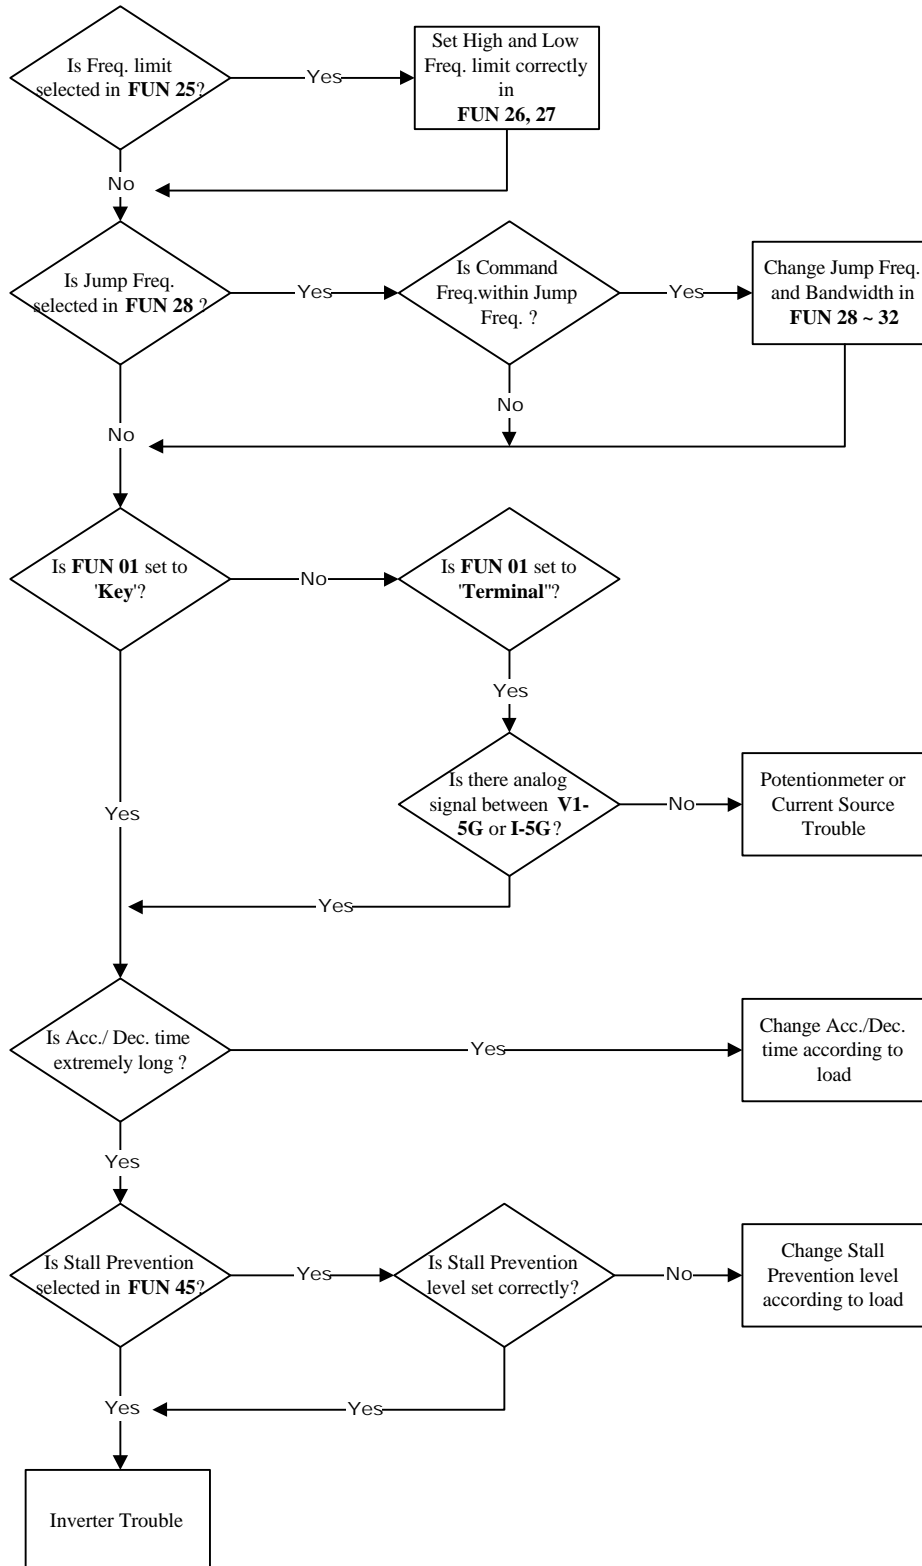 Is Freq. limit
selected in FUN 25?
Yes
Set High and Low
Freq. limit correctly
in
FUN 26, 27
No
Is Jump Freq.
selected in FUN 28 ?
Yes
Is Command
Freq.within Jump
Freq. ?
Yes
Change Jump Freq.
and Bandwidth in
FUN 28 ~ 32
No
No
Is FUN 01 set to
'Key'?
No
Is FUN 01 set to
'Terminal''?
Yes
Is there analog
signal between V1-
5G or I-5G ?
No
Potentionmeter or
Current Source
Trouble
Yes
Yes
Is Acc./ Dec. time
extremely long ?
Yes
Change Acc./Dec.
time according to
load
Yes
Is Stall Prevention
selected in FUN 45?
Yes
Is Stall Prevention
level set correctly?
No
Change Stall
Prevention level
according to load
Yes
Yes
Inverter Trouble